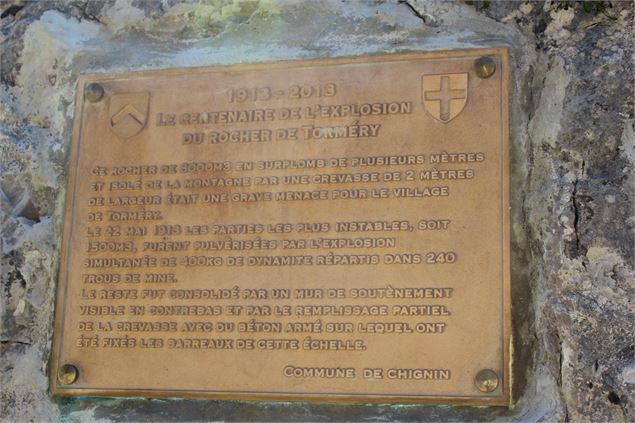 1913 - 2013
LE CENTENAIRE DE L'EXPLOSION
DU ROCHER DE TORMÉRY
CE ROCHER DE 3000M3 EN SURPLOMB DE PLUSIEURS MÈTRES
ET ISOLÉ DE LA MONTAGNE PAR UNE CREVASSE DE 2 MÈTRES
DE LARGEUR ÉTAIT UNE GRAVE MENACE POUR LE VILLAGE
DE TORMÉRY.
LE 22 MAI 1913 LES PARTIES LES PLUS INSTABLES, SOIT
1500M3, FURENT PULVÉRISÉES PAR L'EXPLOSION
SIMULTANÉE DE 400KG DE DYNAMITE RÉPARTIS DANS 240
TROUS DE MINE.
LE RESTE FUT CONSOLIDÉ PAR UN MUR DE SOUTÈNEMENT
VISIBLE EN CONTREBAS ET PAR LE REMPLISSAGE PARTIEL
DE LA CREVASSE AVEC DU BÉTON ARMÉ SUR LEQUEL ONT
ÉTÉ FIXÉS LES BARREAUX DE CETTE ÉCHELLE.
COMMUNE DE CHIGNIN